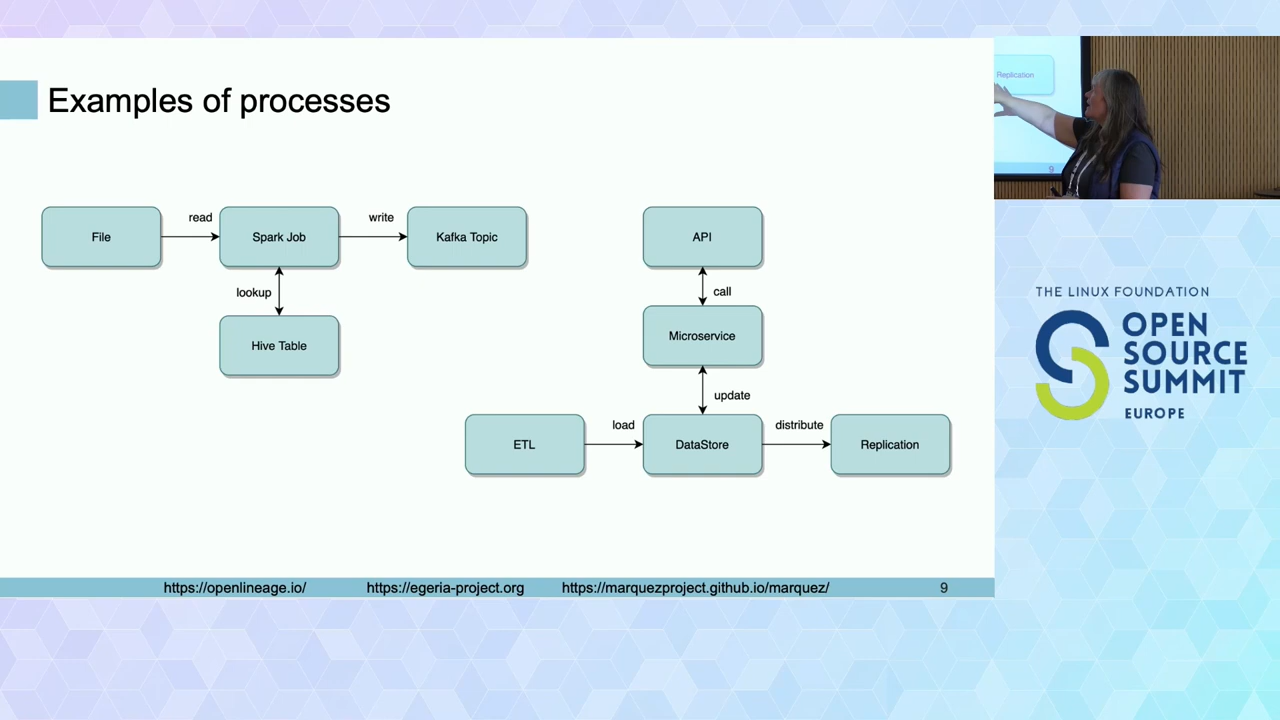 Examples of processes
File
read
Spark Job
write
Kafka Topic
lookup
Hive Table
API
call
Microservice
update
ETL
load
DataStore
distribute
Replication
https://openlineage.io/
https://egeria-project.org
https://marquezproject.github.io/marquez/
9
Replication
9
THE LINUX FOUNDATION
OPEN
SOURCE
SUMMIT
EUROPE